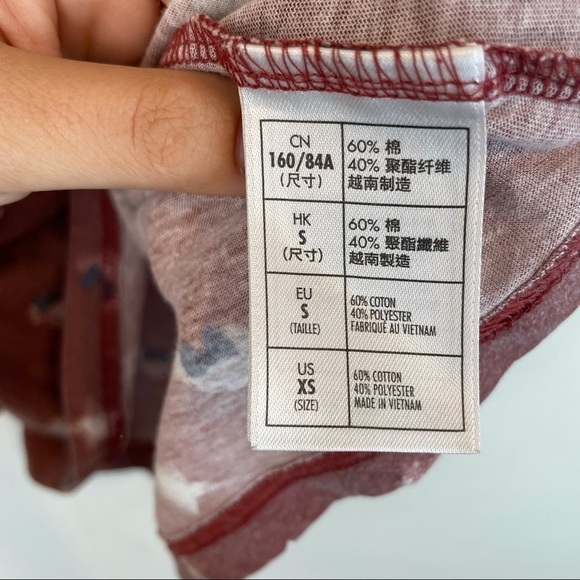 CN
160/84A
(尺寸)
60% 棉
40% 聚酯纤维
越南制造
HK
S
(尺寸)
60% 棉
40% 聚酯纖維
越南製造
EU
S
(TAILLE)
60% COTON
40% POLYESTER
FABRIQUÉ AU VIETNAM
US
XS
(SIZE)
60% COTTON
40% POLYESTER
MADE IN VIETNAM